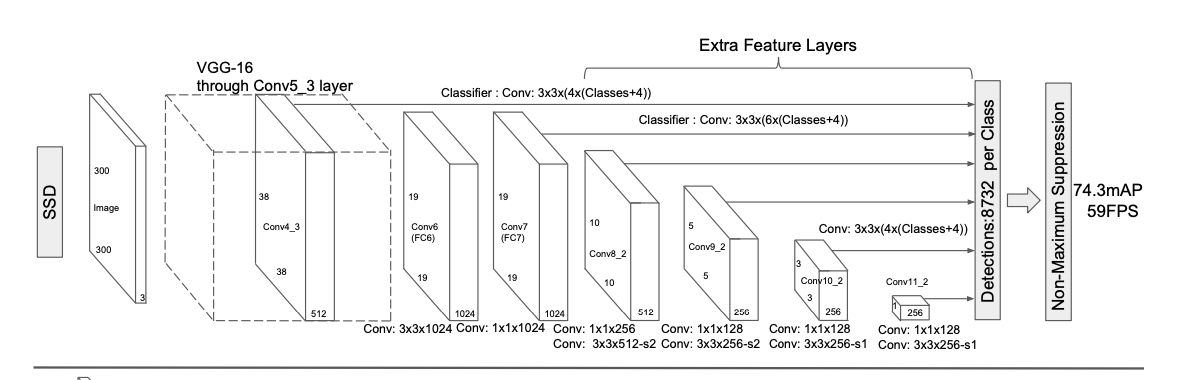 Extra Feature Layers
VGG-16
through Conv5_3 layer
Classifier : Conv: 3x3x(4x(Classes+4))
Classifier : Conv: 3x3x(6x(Classes+4))
SSD
300
Image
300
3
38
Conv4_3
38
512
19
Conv6
(FC6)
19
1024
19
Conv7
(FC7)
19
1024
10
Conv8_2
10
512
5
Conv9_2
5
256
Conv: 3x3x(4x(Classes+4))
3
Conv10_2
3
256
Conv11_2
1
256
Detections:8732 per Class
Non-Maximum Suppression
74.3mAP
59FPS
Conv: 3x3x1024
Conv: 1x1x1024
Conv: 1x1x256
Conv: 3x3x512-s2
Conv: 1x1x128
Conv: 3x3x256-s2
Conv: 1x1x128
Conv: 3x3x256-s1
Conv: 1x1x128
Conv: 3x3x256-s1